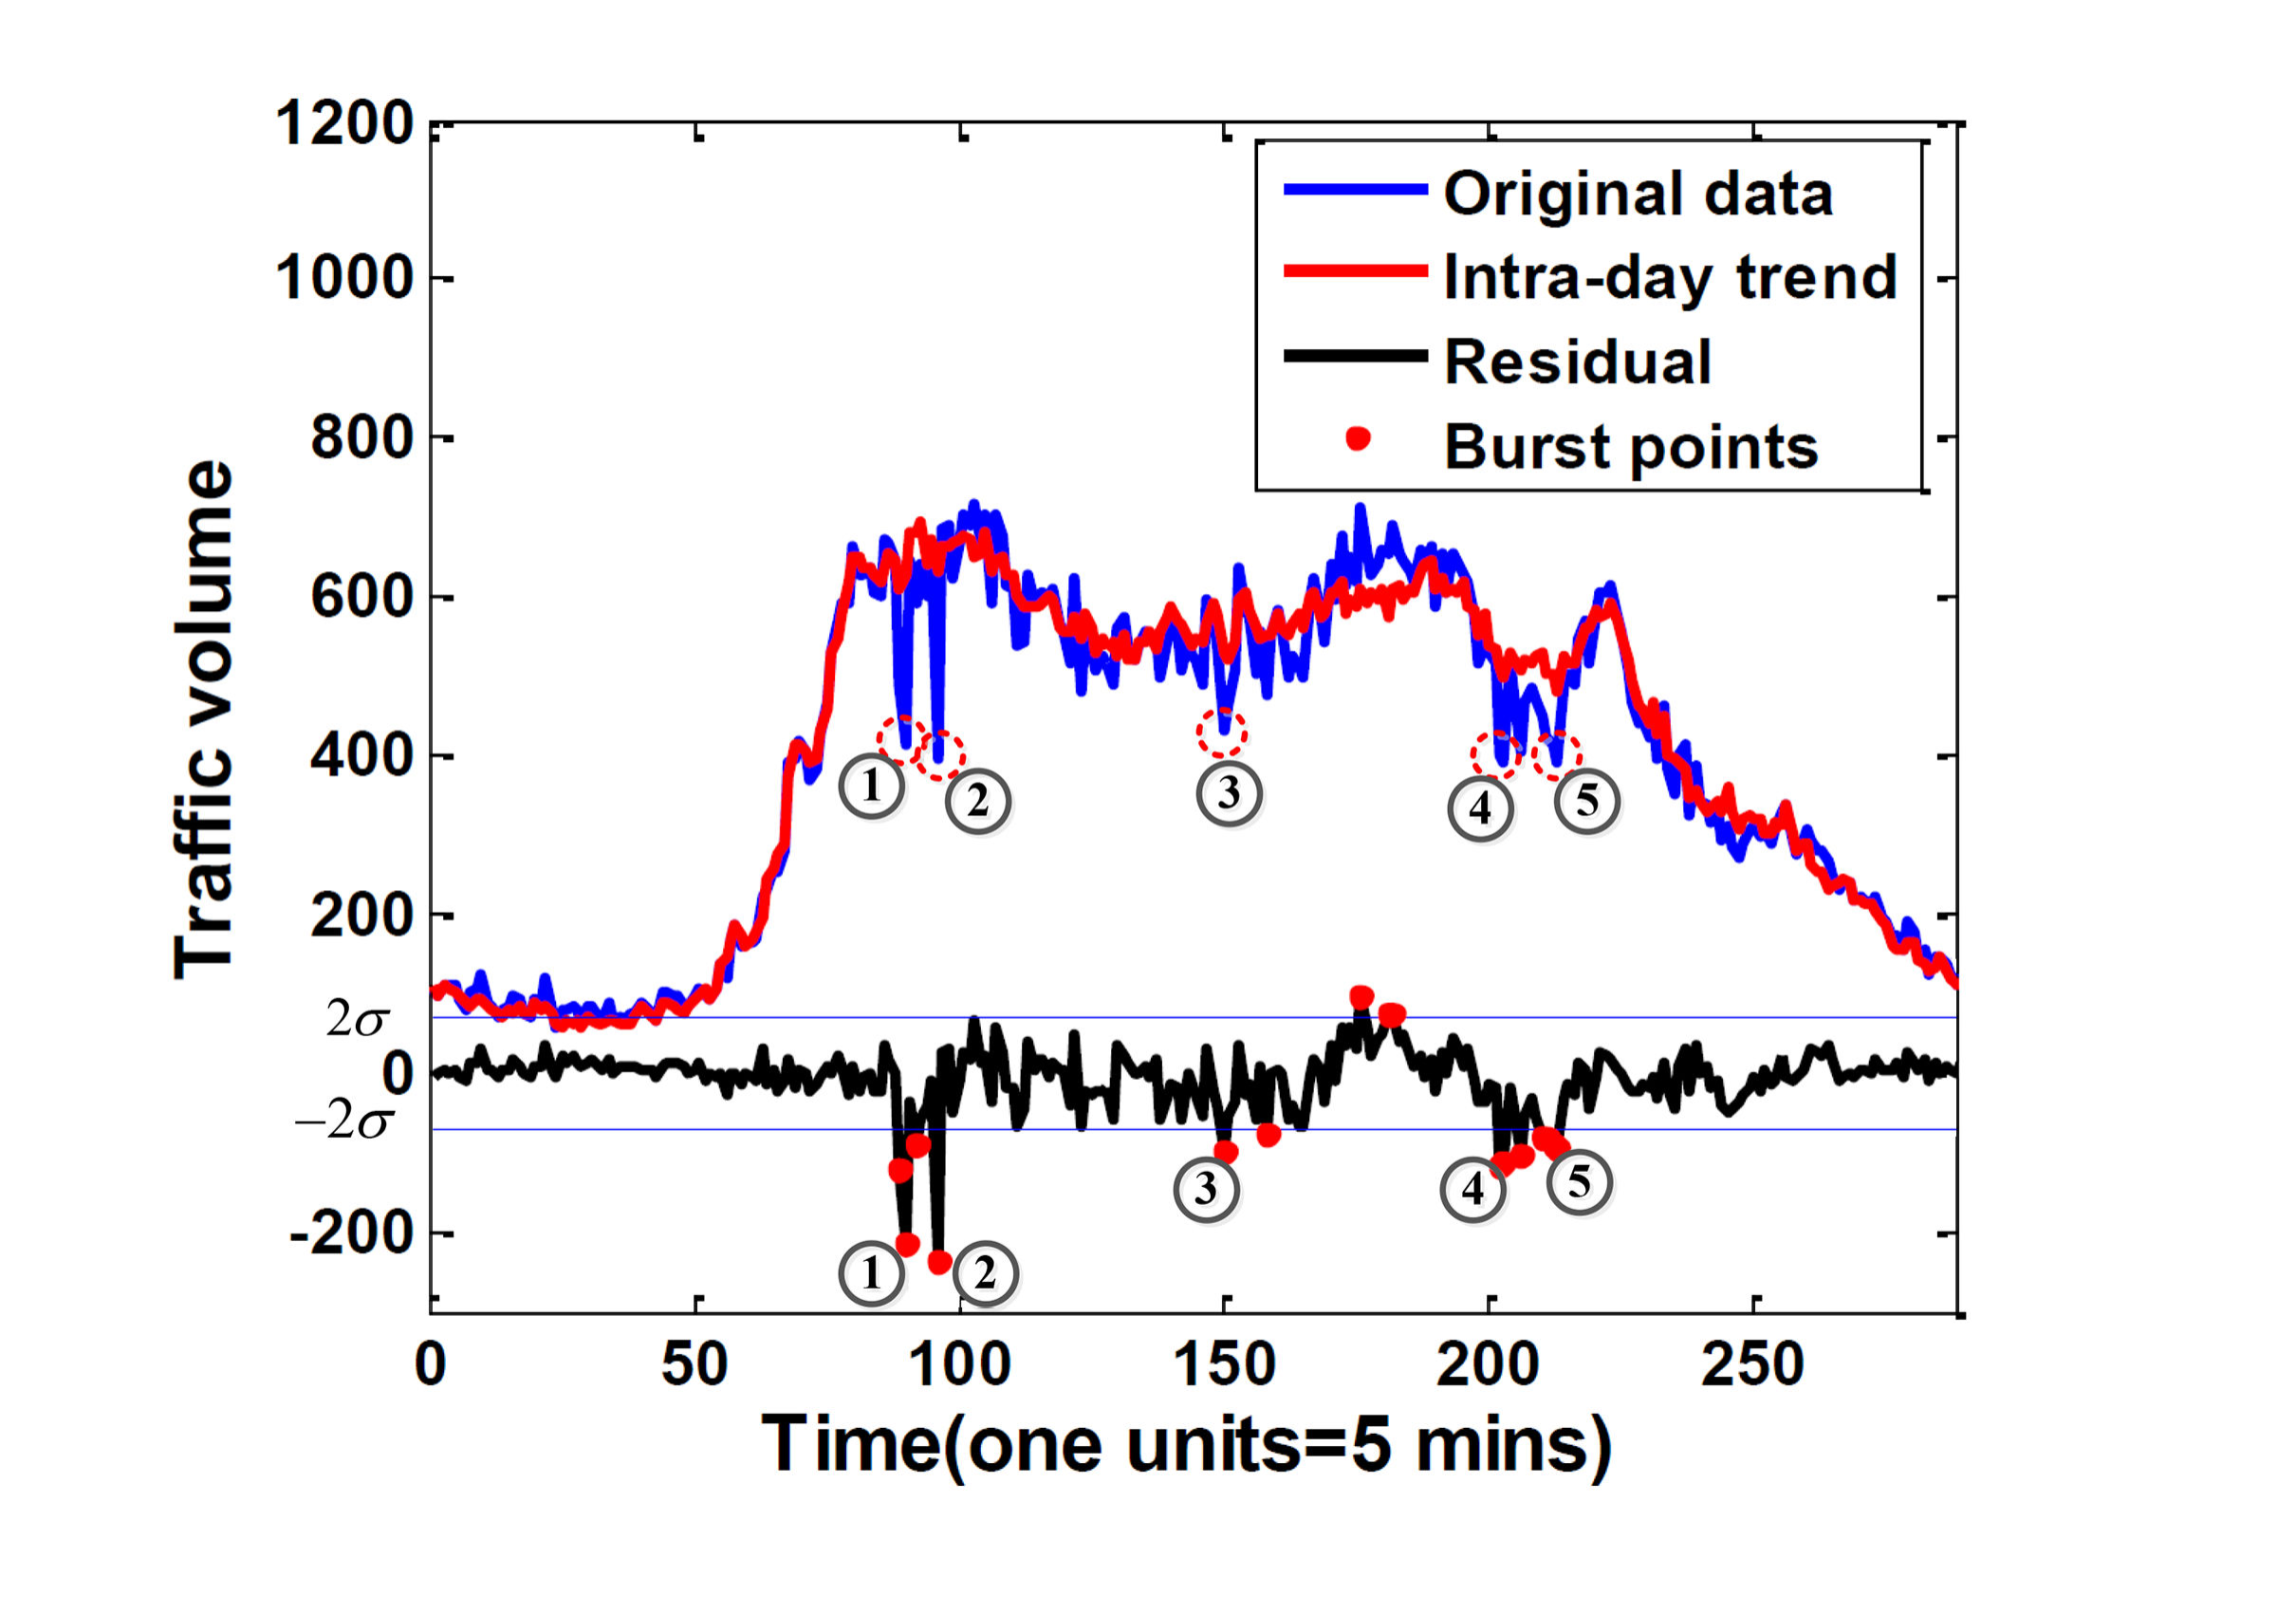 1200
1000
800
600
400
200
2σ
0
−2σ
-200
Traffic volume
Original data
Intra-day trend
Residual
Burst points
1
2
3
4
5
1
2
3
4
5
0 50 100 150 200 250
Time(one units=5 mins)